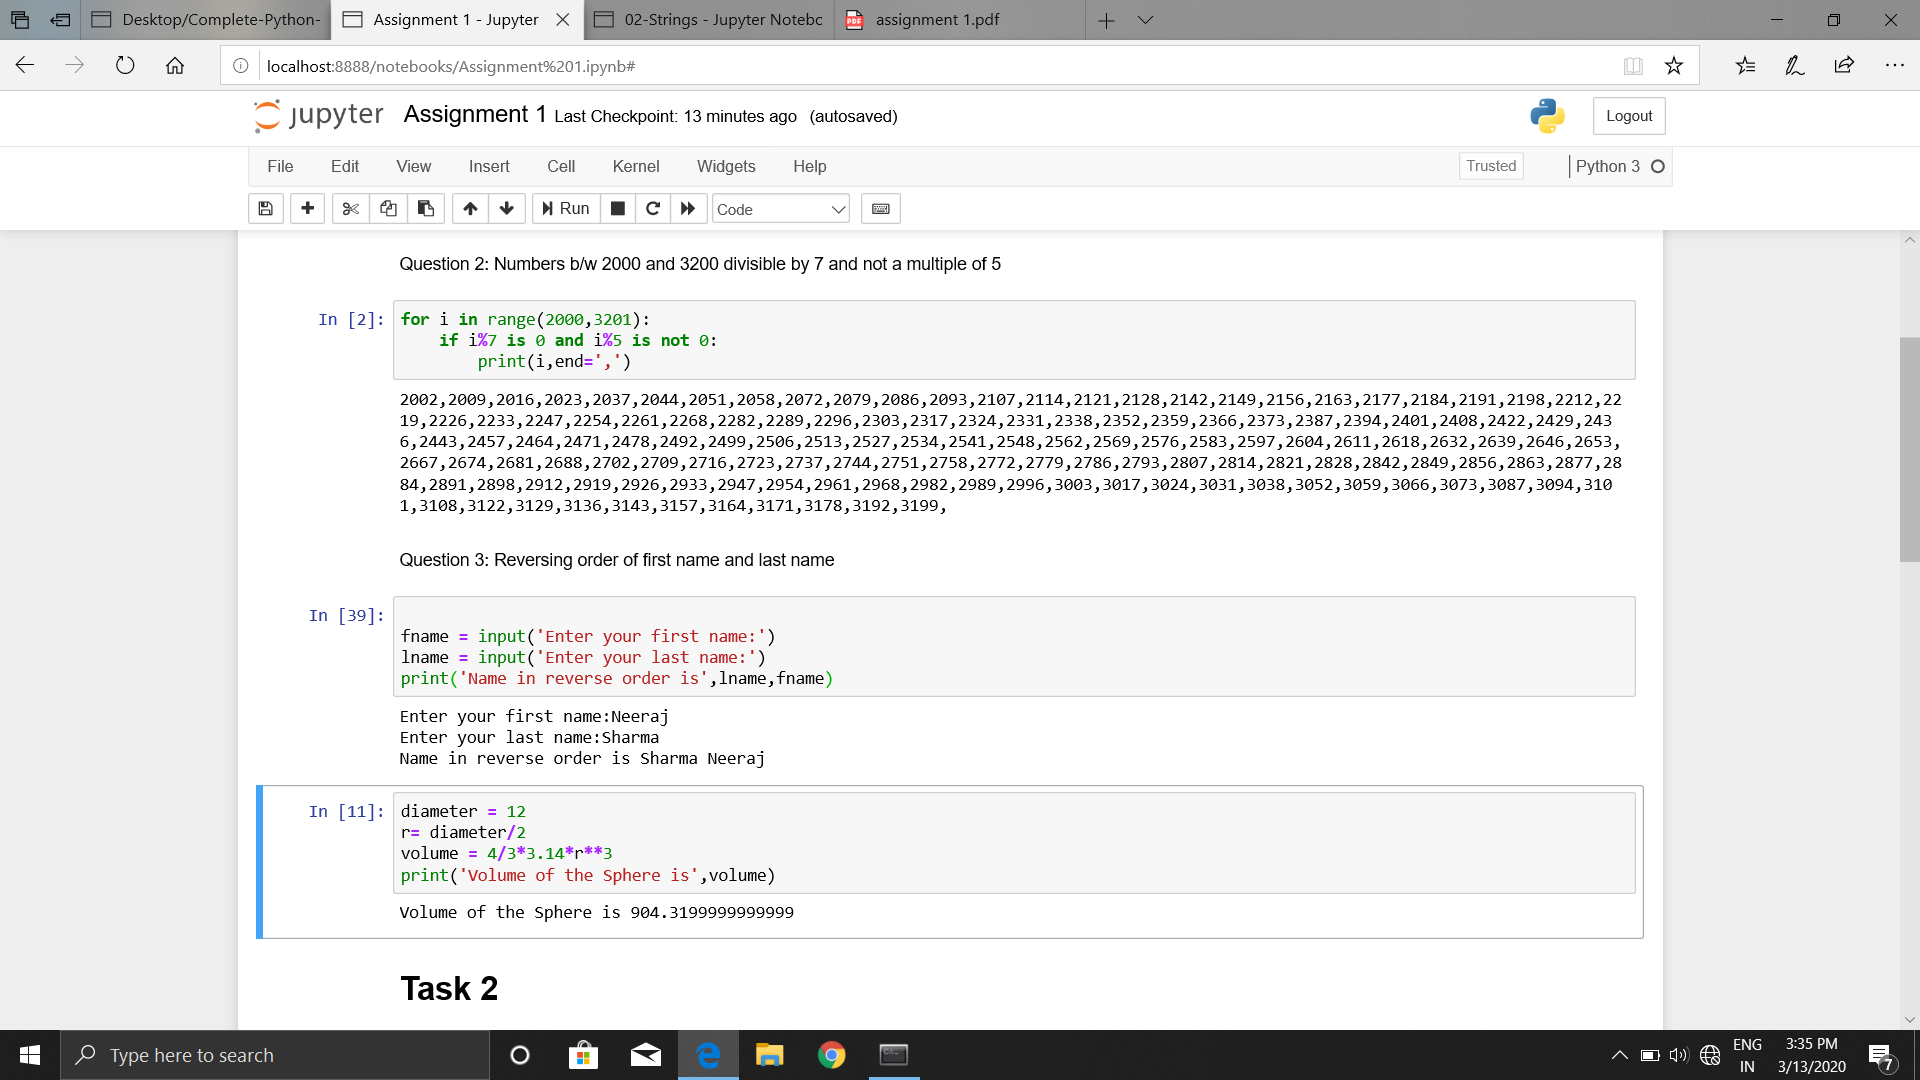 Desktop/Complete-Python-
Assignment 1 - Jupyter
02-Strings - Jupyter Notebc
PDF assignment 1.pdf
localhost:8888/notebooks/Assignment%201.ipynb#
jupyter Assignment 1 Last Checkpoint: 13 minutes ago (autosaved)
Logout
File Edit View Insert Cell Kernel Widgets Help
Trusted
Python 3
Run
Code
Question 2: Numbers b/w 2000 and 3200 divisible by 7 and not a multiple of 5
In [2]: for i in range(2000,3201):
if i%7 is 0 and i%5 is not 0:
print(i,end=',')
2002,2009,2016,2023,2037,2044,2051,2058,2072,2079,2086,2093,2107,2114,2121,2128,2142,2149,2156,2163,2177,2184,2191,2198,2212,22
19,2226,2233,2247,2254,2261,2268,2282,2289,2296,2303,2317,2324,2331,2338,2352,2359,2366,2373,2387,2394,2401,2408,2422,2429,243
6,2443,2457,2464,2471,2478,2492,2499,2506,2513,2527,2534,2541,2548,2562,2569,2576,2583,2597,2604,2611,2618,2632,2639,2646,2653,
2667,2674,2681,2688,2702,2709,2716,2723,2737,2744,2751,2758,2772,2779,2786,2793,2807,2814,2821,2828,2842,2849,2856,2863,2877,28
84,2891,2898,2912,2919,2926,2933,2947,2954,2961,2968,2982,2989,2996,3003,3017,3024,3031,3038,3052,3059,3066,3073,3087,3094,310
1,3108,3122,3129,3136,3143,3157,3164,3171,3178,3192,3199,
Question 3: Reversing order of first name and last name
In [39]:
fname = input('Enter your first name:')
lname = input('Enter your last name:')
print('Name in reverse order is',lname,fname)
Enter your first name:Neeraj
Enter your last name:Sharma
Name in reverse order is Sharma Neeraj
In [11]: diameter = 12
r= diameter/2
volume = 4/3*3.14*r**3
print('Volume of the Sphere is',volume)
Volume of the Sphere is 904.3199999999999
Task 2
Type here to search
ENG
IN
3:35 PM
3/13/2020
7